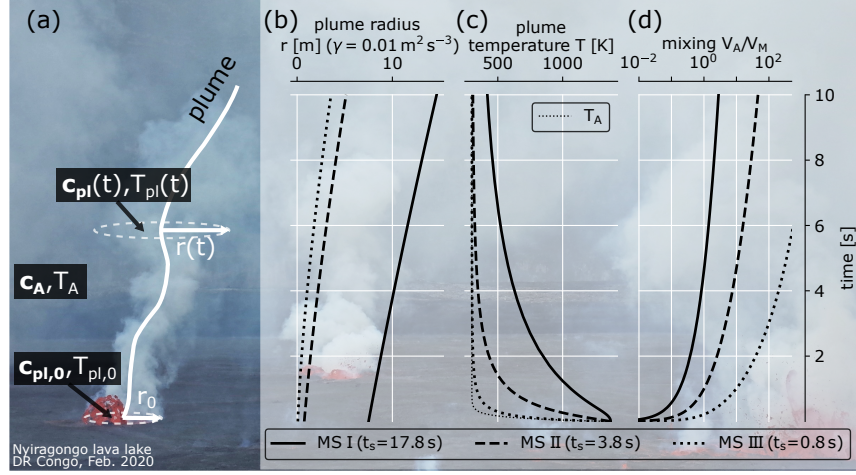 (a)
plume
c_pl(t),T_pl(t)
r(t)
c_A,T_A
c_pl,0,T_pl,0
r_0
Nyiragongo lava lake
DR Congo, Feb. 2020
(b)
plume radius
r [m] (γ = 0.01 m² s⁻³)
0 10
(c)
plume
temperature T [K]
500 1000
T_A
(d)
mixing V_A/V_M
10⁻² 10⁰ 10²
10
8
6
4
2
time [s]
MS I (t_s=17.8 s) MS II (t_s=3.8 s) MS III (t_s=0.8 s)